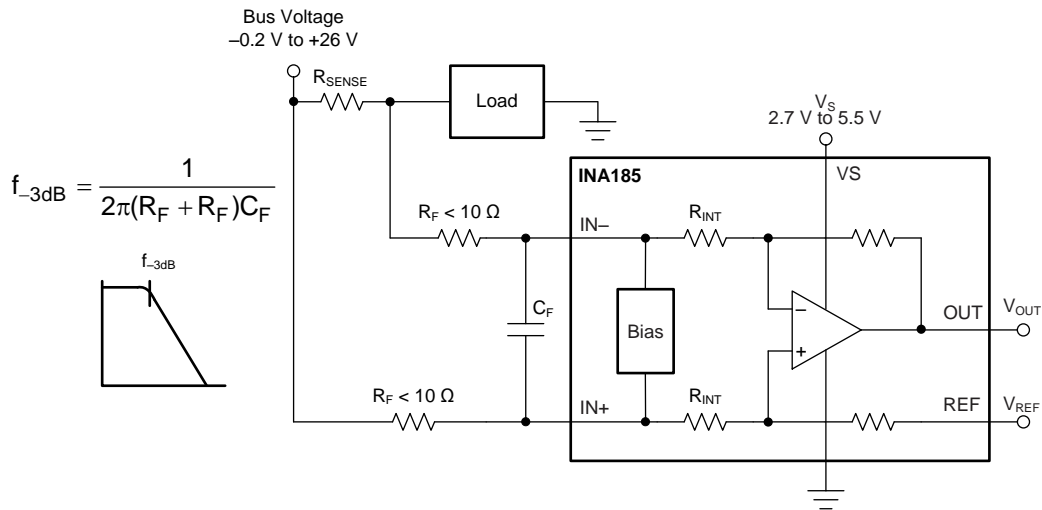 Bus Voltage
–0.2 V to +26 V
RSENSE
Load
VS
2.7 V to 5.5 V
INA185
VS
f–3dB = 1 / 2π(RF + RF)CF
RF < 10 Ω
IN–
RINT
f–3dB
CF
Bias
–
+
OUT
VOUT
RF < 10 Ω
IN+
RINT
REF
VREF